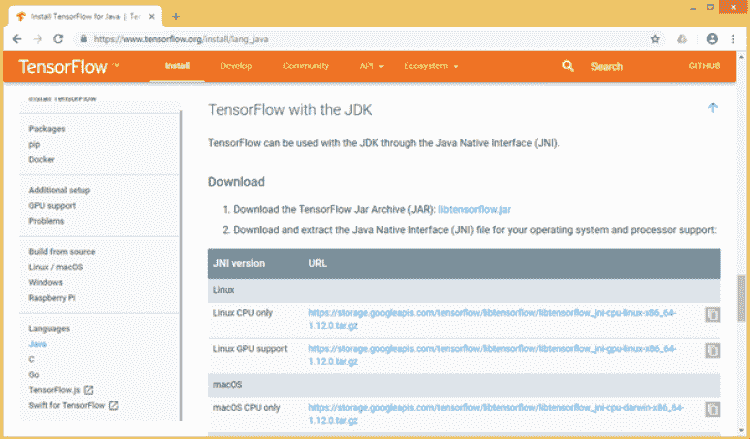 Install TensorFlow for Java | Ten
https://www.tensorflow.org/install/lang_java
TensorFlow
Install
Develop
Community
API
Ecosystem
Search
GITHUB
Install TensorFlow
Packages
pip
Docker
Additional setup
GPU support
Problems
Build from source
Linux / macOS
Windows
Raspberry Pi
Languages
Java
C
Go
TensorFlow.js
Swift for TensorFlow
TensorFlow with the JDK
TensorFlow can be used with the JDK through the Java Native Interface (JNI).
Download
1. Download the TensorFlow Jar Archive (JAR): libtensorflow.jar
2. Download and extract the Java Native Interface (JNI) file for your operating system and processor support:
JNI version URL
Linux
Linux CPU only https://storage.googleapis.com/tensorflow/libtensorflow/libtensorflow_jni-cpu-linux-x86_64-
1.12.0.tar.gz
Linux GPU support https://storage.googleapis.com/tensorflow/libtensorflow/libtensorflow_jni-gpu-linux-x86_64-
1.12.0.tar.gz
macOS
macOS CPU only https://storage.googleapis.com/tensorflow/libtensorflow/libtensorflow_jni-cpu-darwin-x86_64-
1.12.0.tar.gz